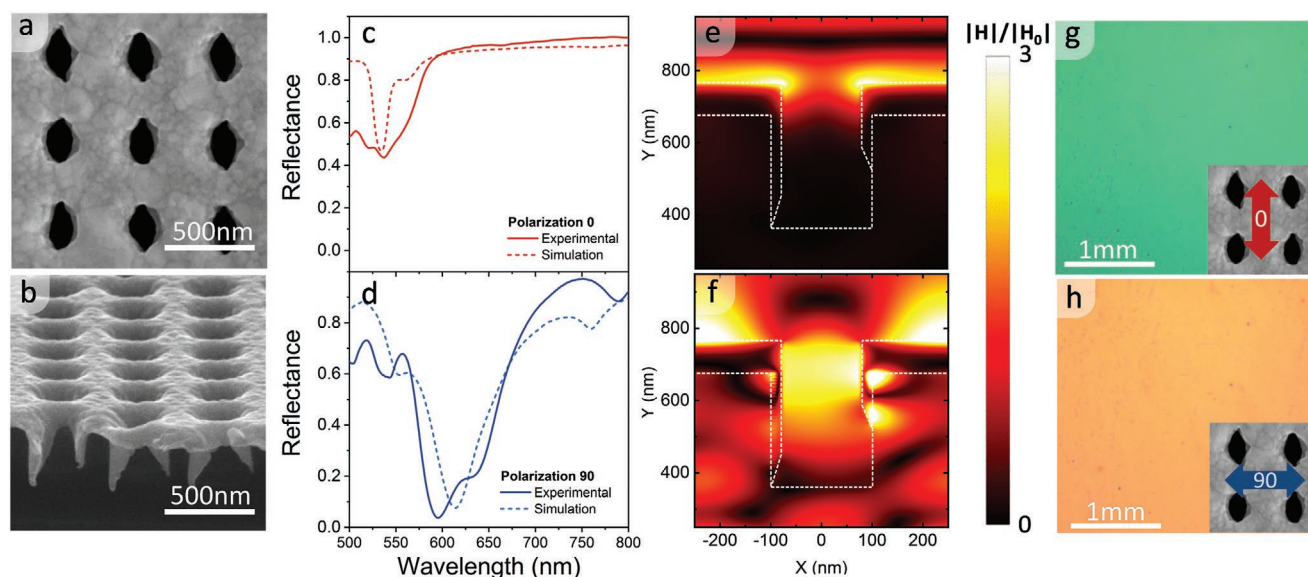 a
500nm
b
500nm
c
1.0
0.8
0.6
0.4
0.2
0.0
Reflectance
Polarization 0
Experimental
Simulation
d
0.8
0.6
0.4
0.2
0.0
Reflectance
Polarization 90
Experimental
Simulation
500 550 600 650 700 750 800
Wavelength (nm)
e
800
600
400
Y (nm)
f
800
600
400
Y (nm)
-200 -100 0 100 200
X (nm)
|H|/|H₀|
3
0
g
1mm
0
h
1mm
90